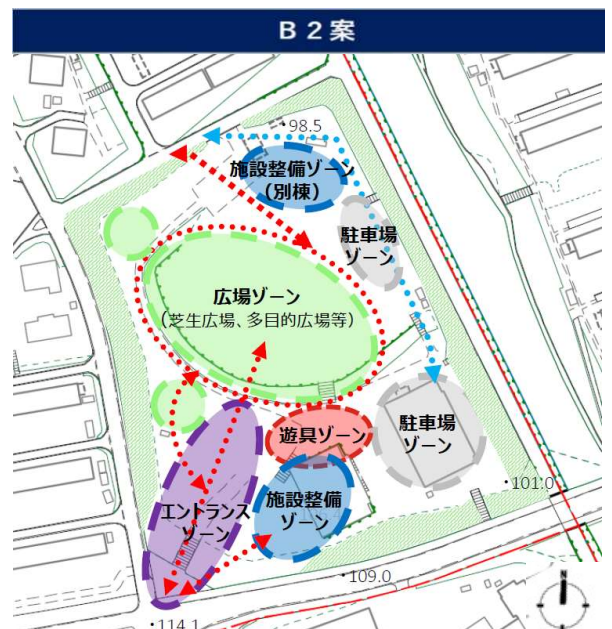 B2案
・98.5
施設整備ゾーン
(別棟)
駐車場
ゾーン
広場ゾーン
(芝生広場、多目的広場等)
遊具ゾーン
駐車場
ゾーン
エントランス
ゾーン
施設整備
ゾーン
・101.0
・109.0
N
・114.1